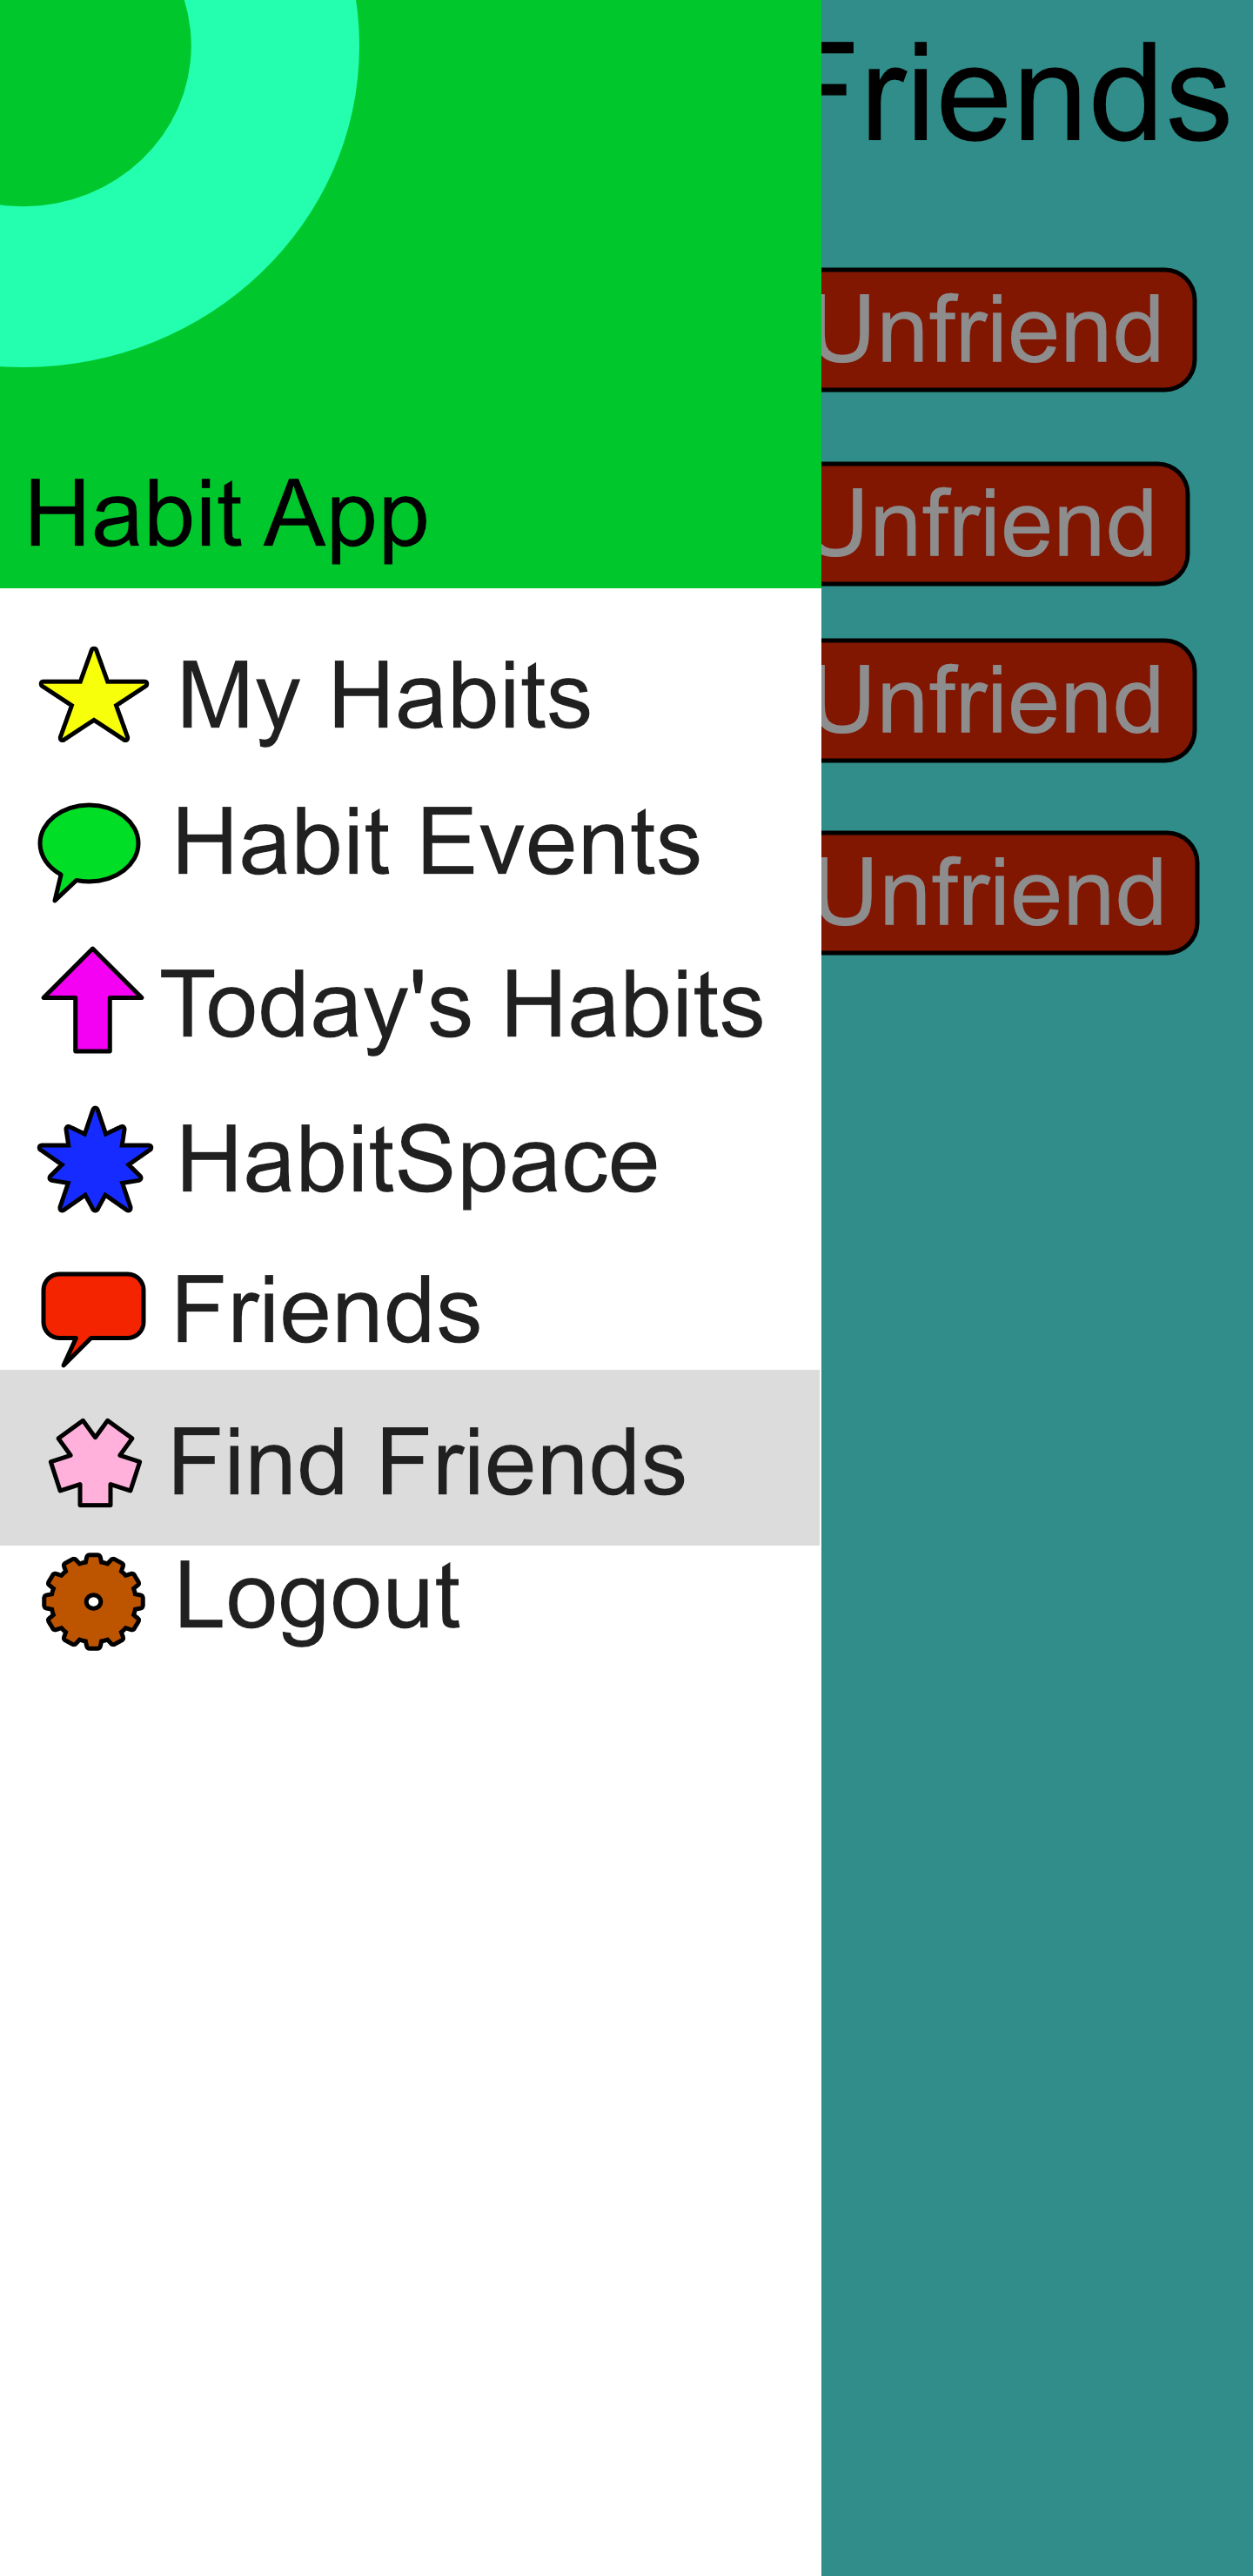 Friends
Unfriend
Unfriend
Unfriend
Unfriend
Habit App
My Habits
Habit Events
Today's Habits
HabitSpace
Friends
Find Friends
Logout